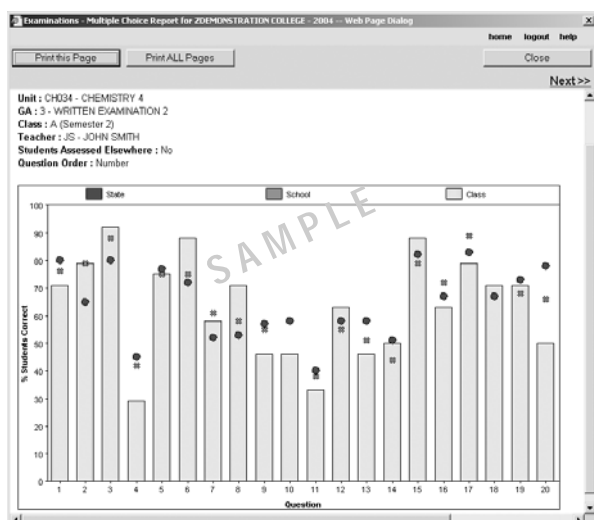 Examinations - Multiple Choice Report for ZDEMONSTRATION COLLEGE - 2004 -- Web Page Dialog
home logout help
Print this Page Print ALL Pages Close
Next >>
Unit : CH034 - CHEMISTRY 4
GA : 3 - WRITTEN EXAMINATION 2
Class : A (Semester 2)
Teacher : JS - JOHN SMITH
Students Assessed Elsewhere : No
Question Order : Number
State School Class
SAMPLE
% Students Correct
100
90
80
70
60
50
40
30
20
10
0
1 2 3 4 5 6 7 8 9 10 11 12 13 14 15 16 17 18 19 20
Question